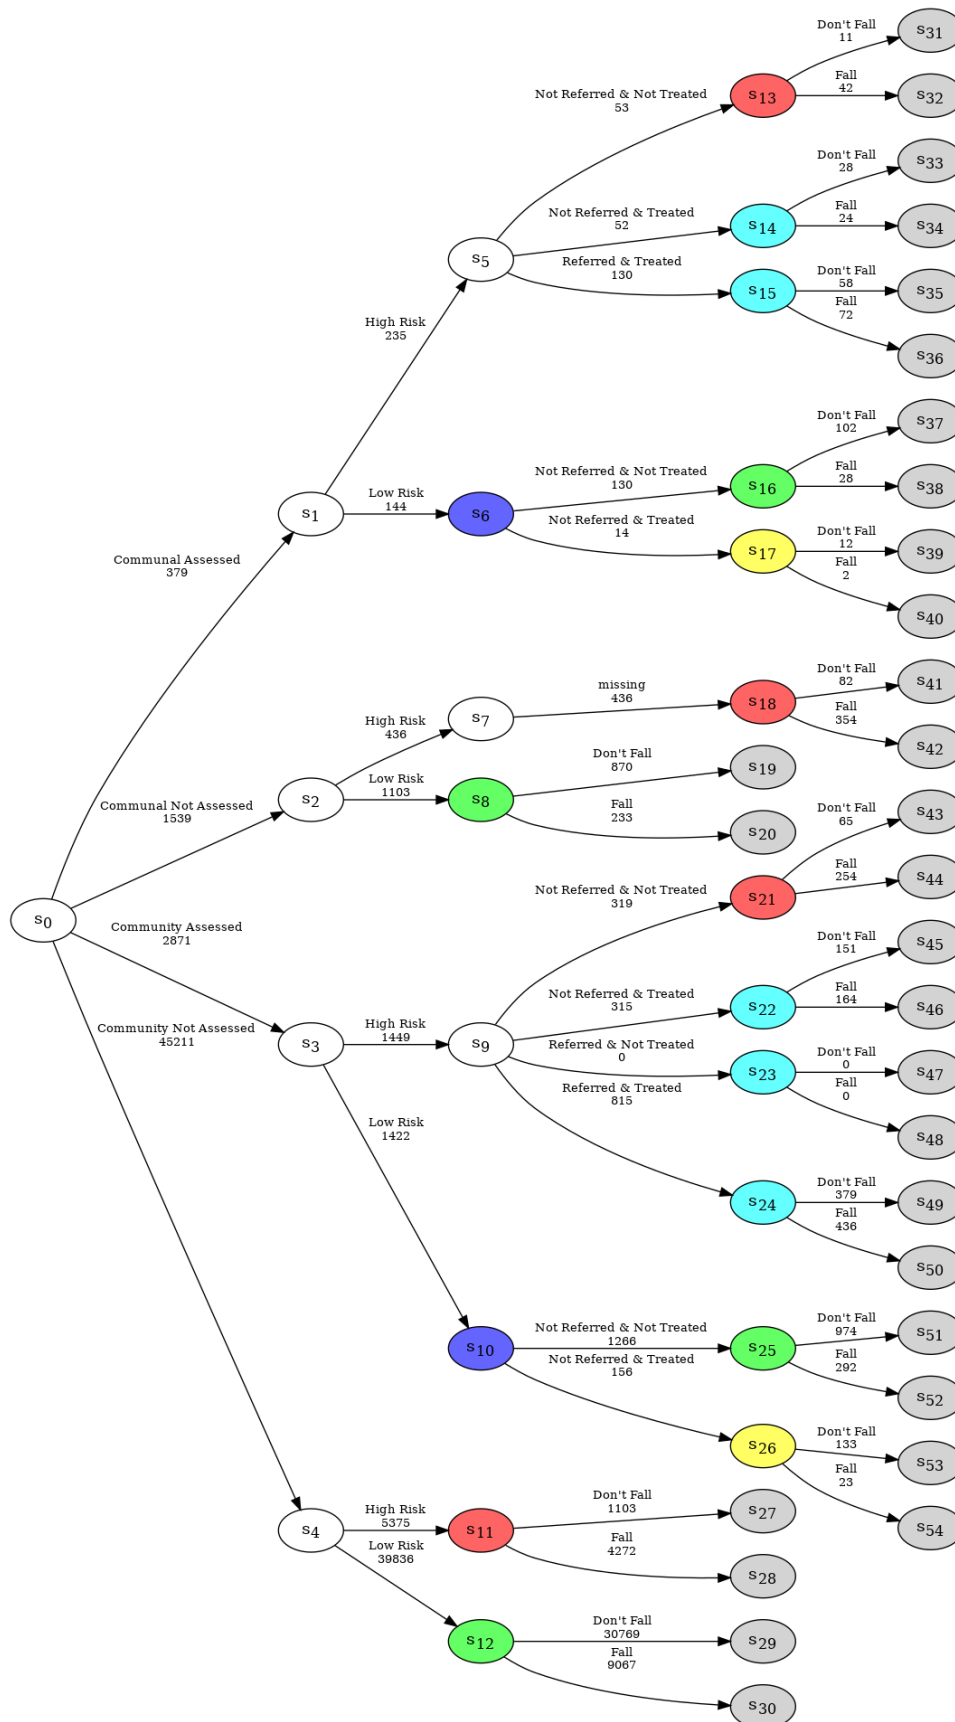 Don't Fall
11
s31
Fall
42
s32
Not Referred & Not Treated
53
s13
Don't Fall
28
s33
Not Referred & Treated
52
s14
Fall
24
s34
s5
Referred & Treated
130
s15
Don't Fall
58
s35
Fall
72
s36
High Risk
235
Don't Fall
102
s37
Not Referred & Not Treated
130
s16
Fall
28
s38
s1
Low Risk
144
s6
Not Referred & Treated
14
s17
Don't Fall
12
s39
Fall
2
s40
Communal Assessed
379
missing
436
s18
Don't Fall
82
s41
Fall
354
s42
High Risk
436
s7
Don't Fall
870
s19
s2
Low Risk
1103
s8
Fall
233
s20
Communal Not Assessed
1539
Don't Fall
65
s43
Not Referred & Not Treated
319
s21
Fall
254
s44
s0
Community Assessed
2871
Don't Fall
151
s45
Not Referred & Treated
315
s22
Fall
164
s46
Community Not Assessed
45211
s3
High Risk
1449
s9
Referred & Not Treated
0
s23
Don't Fall
0
s47
Fall
0
s48
Referred & Treated
815
s24
Don't Fall
379
s49
Fall
436
s50
Low Risk
1422
s10
Not Referred & Not Treated
1266
s25
Don't Fall
974
s51
Fall
292
s52
Not Referred & Treated
156
s26
Don't Fall
133
s53
Fall
23
s54
s4
High Risk
5375
s11
Don't Fall
1103
s27
Fall
4272
s28
Low Risk
39836
s12
Don't Fall
30769
s29
Fall
9067
s30